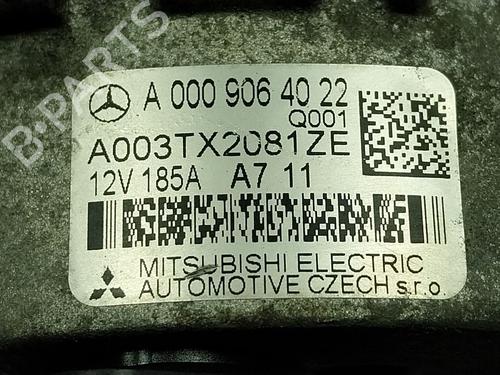 B-PARTS
A 000 906 40 22
Q001
A003TX2081ZE
12V 185A A7 11
MITSUBISHI ELECTRIC
AUTOMOTIVE CZECH s.r.o.